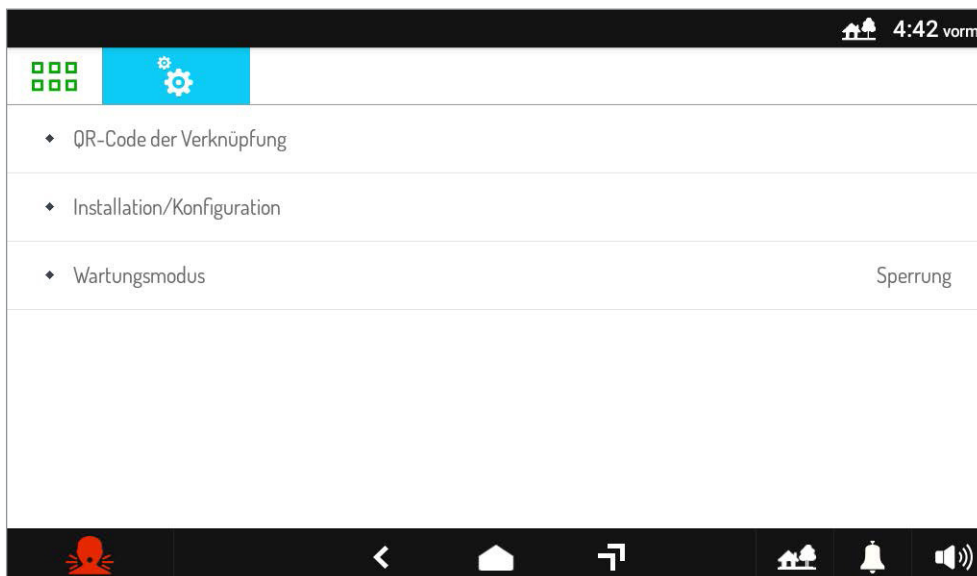 4:42 vorm
QR-Code der Verknüpfung
Installation/Konfiguration
Wartungsmodus Sperrung